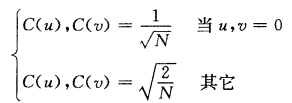 C(u),C(v)=1/√N 当 u,v=0
C(u),C(v)=√(2/N) 其它